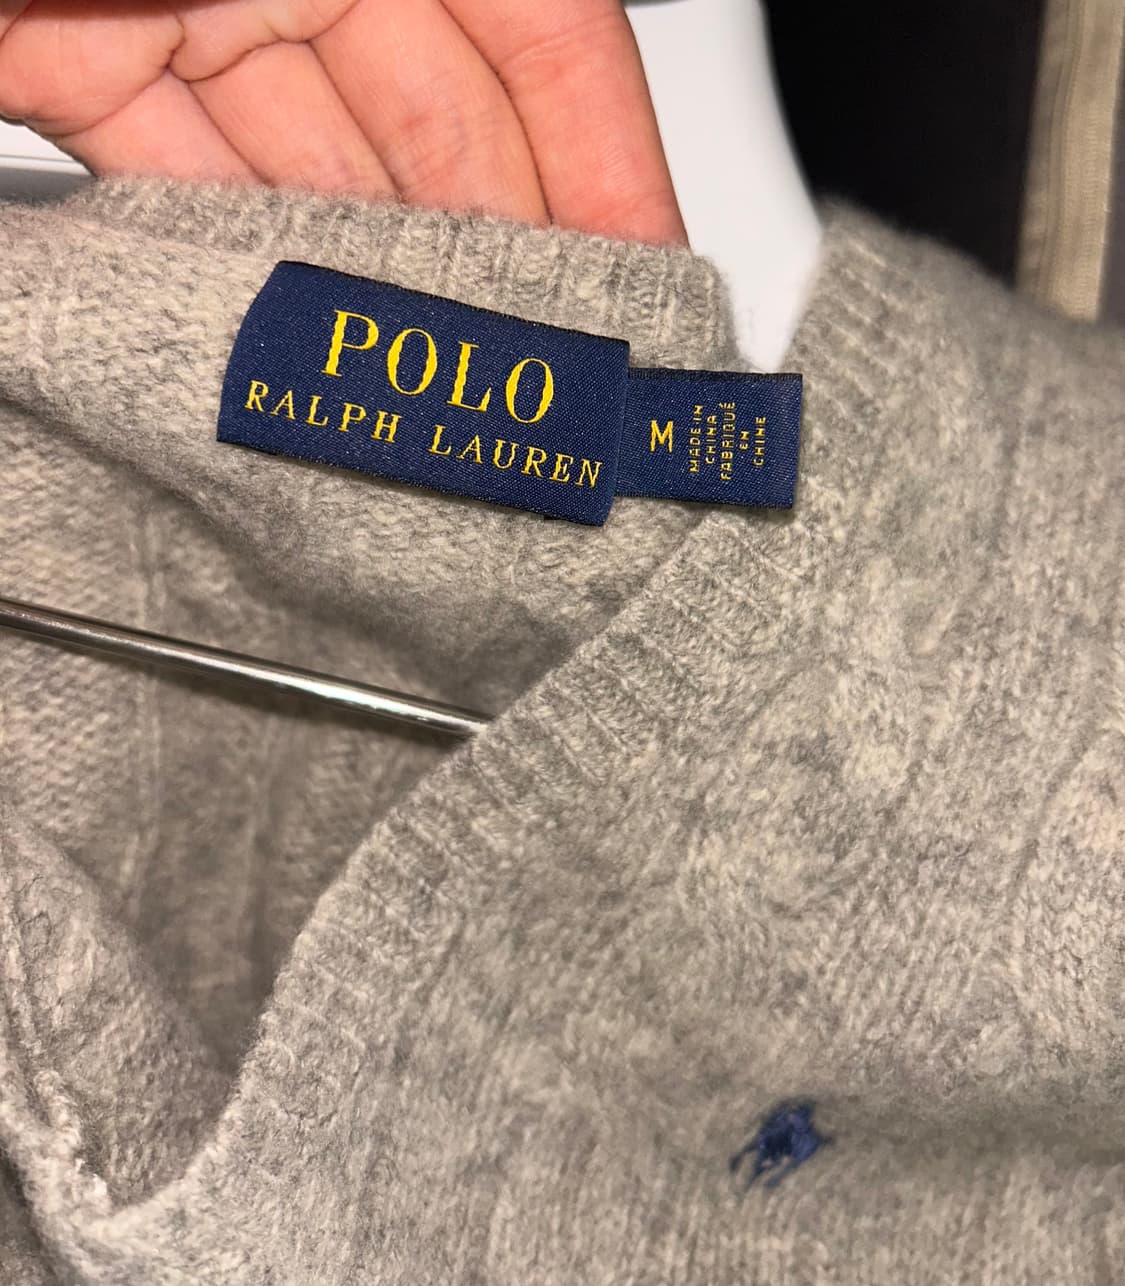 POLO
RALPH LAUREN
M
MADE IN
CHINA
FABRIQUÉ
EN
CHINE